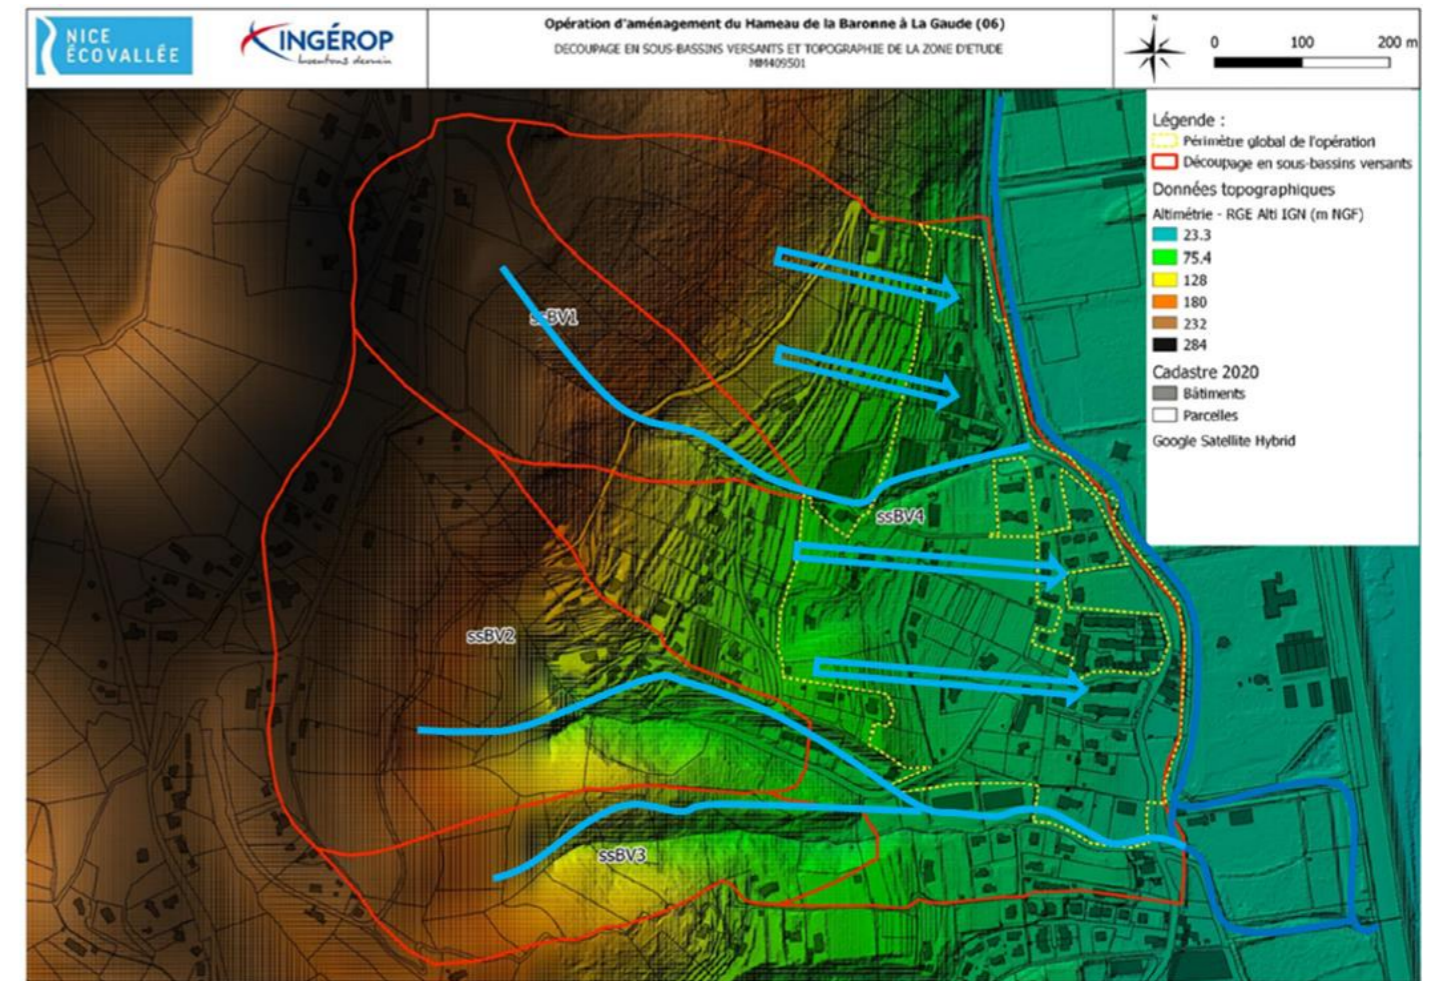 NICE
ÉCOVALLÉE
INGÉROP
Inventons demain
Opération d'aménagement du Hameau de la Baronne à La Gaude (06)
DECOUPAGE EN SOUS-BASSINS VERSANTS ET TOPOGRAPHIE DE LA ZONE D'ETUDE
MM409501
N
0 100 200 m
Légende :
Périmètre global de l'opération
Découpage en sous-bassins versants
Données topographiques
Altimétrie - RGE Alti IGN (m NGF)
23.3
75.4
128
180
232
284
Cadastre 2020
Bâtiments
Parcelles
Google Satellite Hybrid
ssBV1
ssBV4
ssBV2
ssBV3